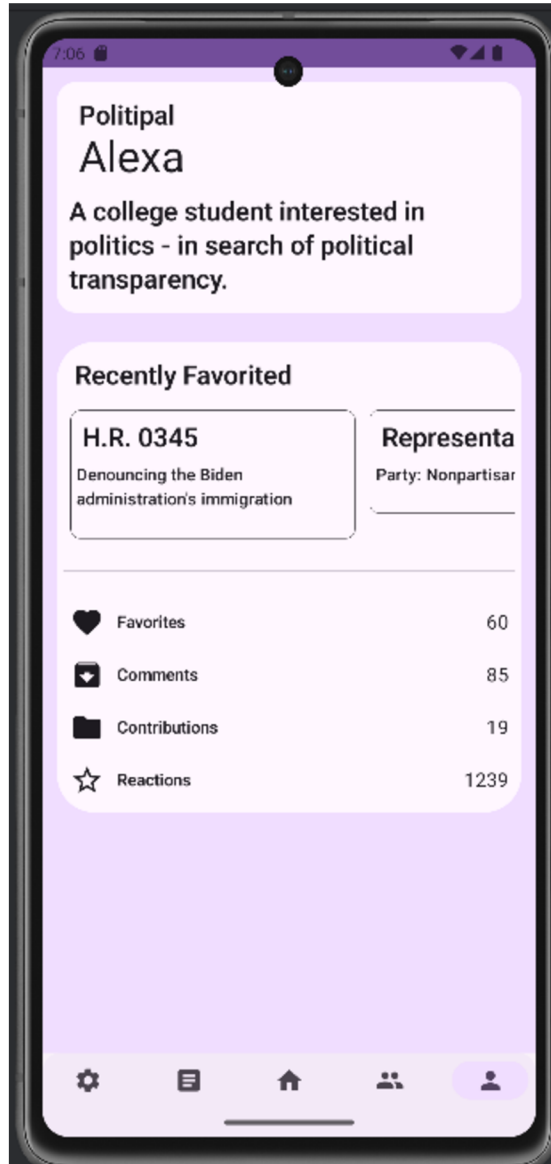 7:06
Politipal
Alexa
A college student interested in
politics - in search of political
transparency.
Recently Favorited
H.R. 0345
Denouncing the Biden
administration's immigration
Representa
Party: Nonpartisan
Favorites 60
Comments 85
Contributions 19
Reactions 1239